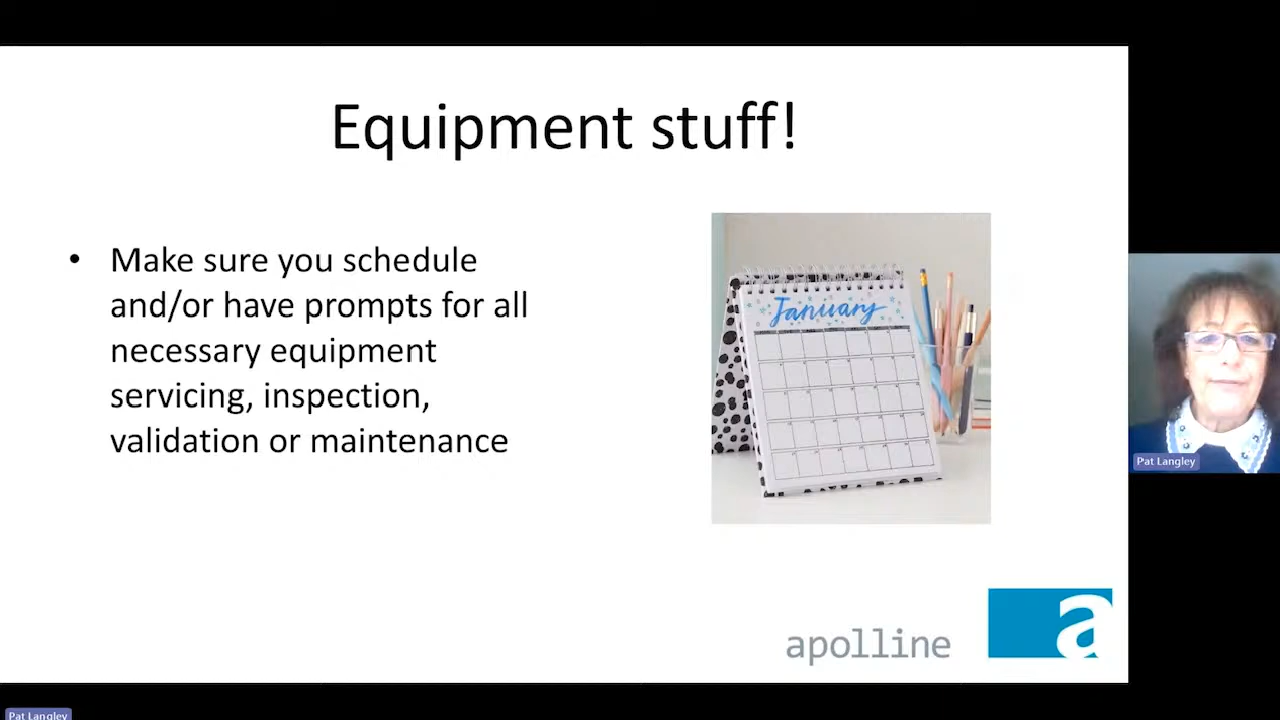 Equipment stuff!
• Make sure you schedule
and/or have prompts for all
necessary equipment
servicing, inspection,
validation or maintenance
January
apolline
a
Pat Langley
Pat Langley